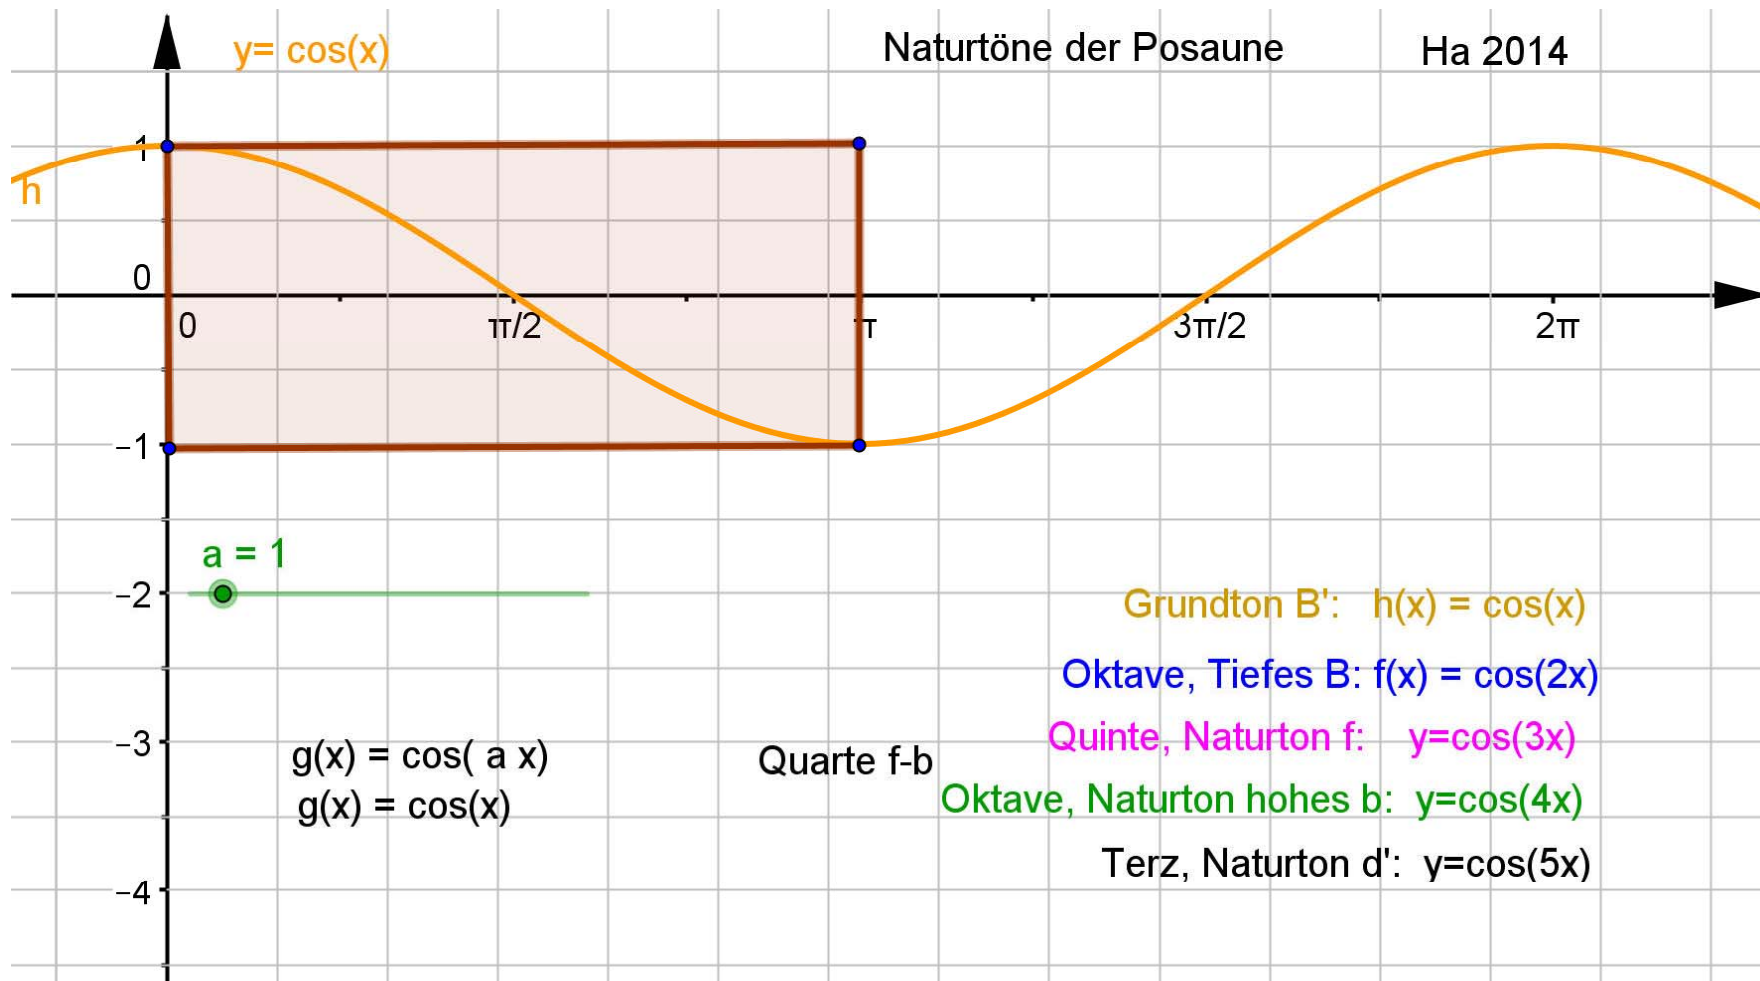 y= cos(x)
Naturtöne der Posaune
Ha 2014
1
h
0
0
π/2
π
3π/2
2π
−1
a = 1
−2
Grundton B': h(x) = cos(x)
Oktave, Tiefes B: f(x) = cos(2x)
−3
g(x) = cos( a x)
Quarte f-b
Quinte, Naturton f: y=cos(3x)
g(x) = cos(x)
Oktave, Naturton hohes b: y=cos(4x)
Terz, Naturton d': y=cos(5x)
−4